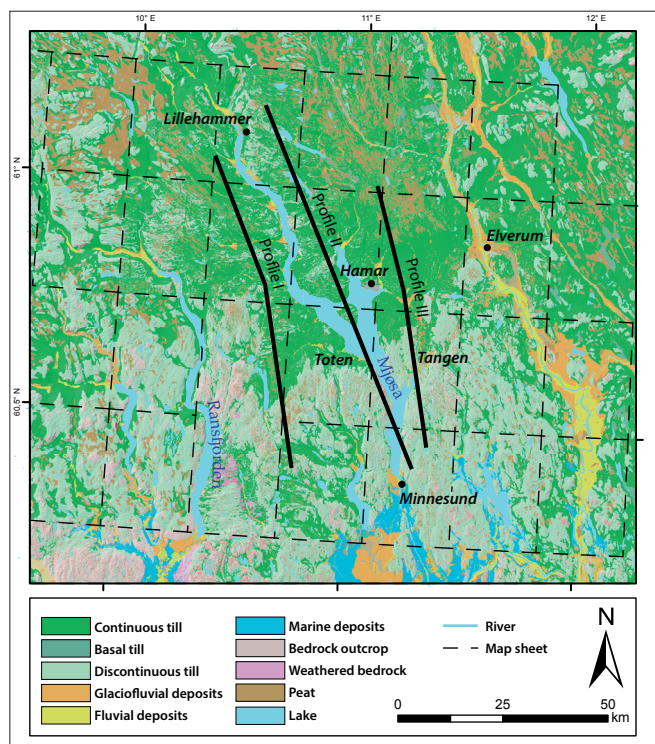 10° E
11° E
12° E
Lillehammer
61° N
Profile I
Profile II
Elverum
Hamar
Profile III
Toten
Tangen
Mjøsa
60.5° N
Ransfjorden
Minnesund
Continuous till
Basal till
Discontinuous till
Glaciofluvial deposits
Fluvial deposits
Marine deposits
Bedrock outcrop
Weathered bedrock
Peat
Lake
River
Map sheet
N
0 25 50
km